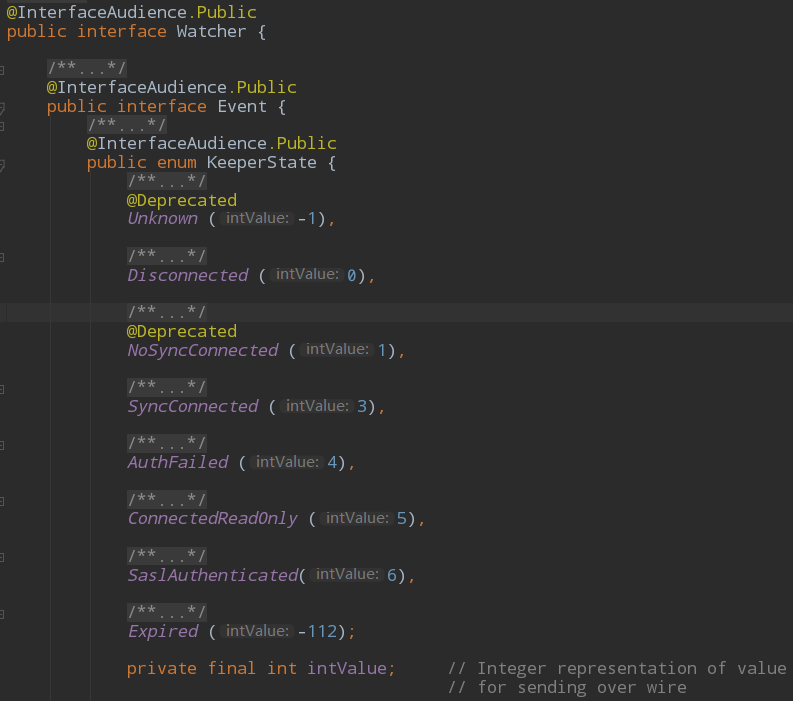 @InterfaceAudience.Public
public interface Watcher {
/**...*/
@InterfaceAudience.Public
public interface Event {
/**...*/
@InterfaceAudience.Public
public enum KeeperState {
/**...*/
@Deprecated
Unknown ( intValue: -1),
/**...*/
Disconnected ( intValue: 0),
/**...*/
@Deprecated
NoSyncConnected ( intValue: 1),
/**...*/
SyncConnected ( intValue: 3),
/**...*/
AuthFailed ( intValue: 4),
/**...*/
ConnectedReadOnly ( intValue: 5),
/**...*/
SaslAuthenticated( intValue: 6),
/**...*/
Expired ( intValue: -112);
private final int intValue;     // Integer representation of value
// for sending over wire